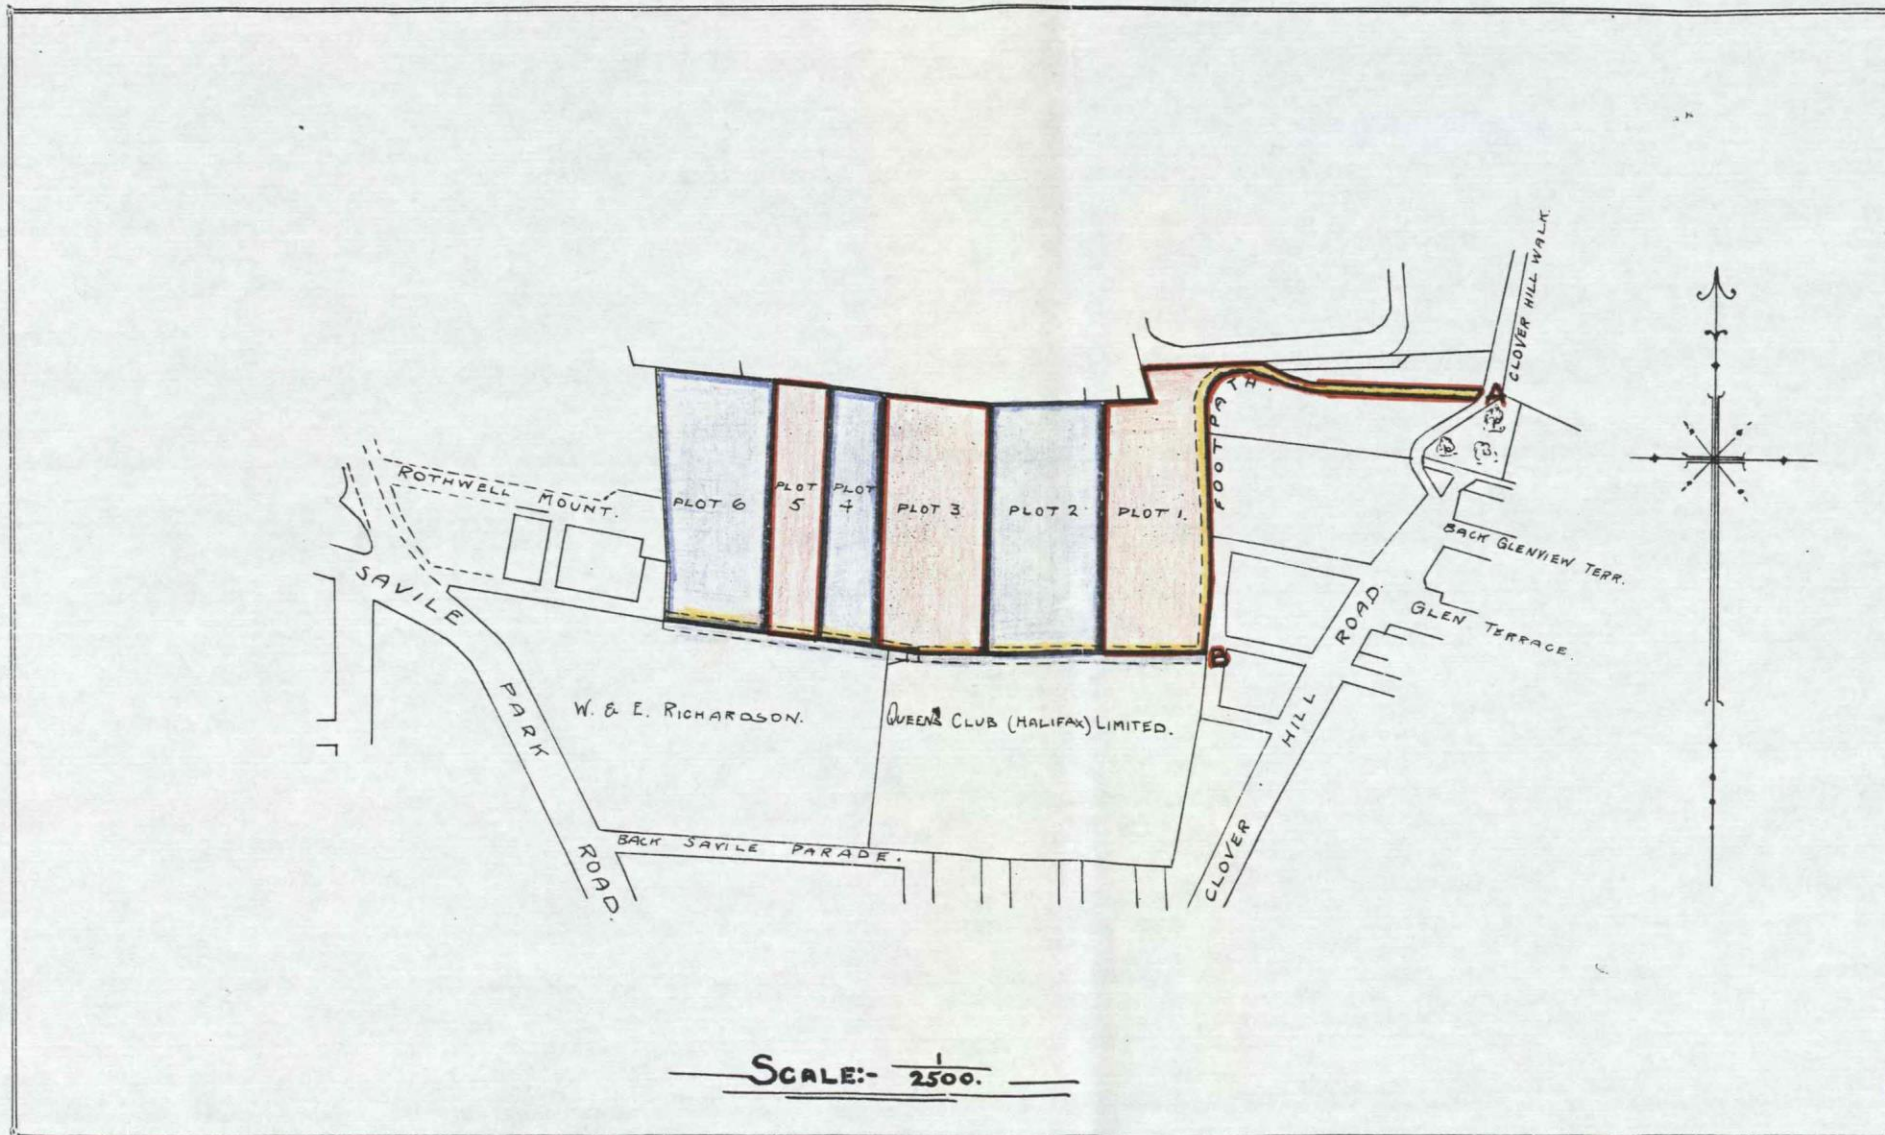 CLOVER HILL WALK.
A
FOOTPATH.
ROTHWELL MOUNT.
PLOT 6
PLOT
5
PLOT
4
PLOT 3
PLOT 2
PLOT 1.
BACK GLENVIEW TERR.
GLEN TERRACE.
SAVILE PARK ROAD.
B
W. & E. RICHARDSON.
QUEENS CLUB (HALIFAX) LIMITED.
CLOVER HILL ROAD.
BACK SAVILE PARADE.
SCALE:- 1/2500.